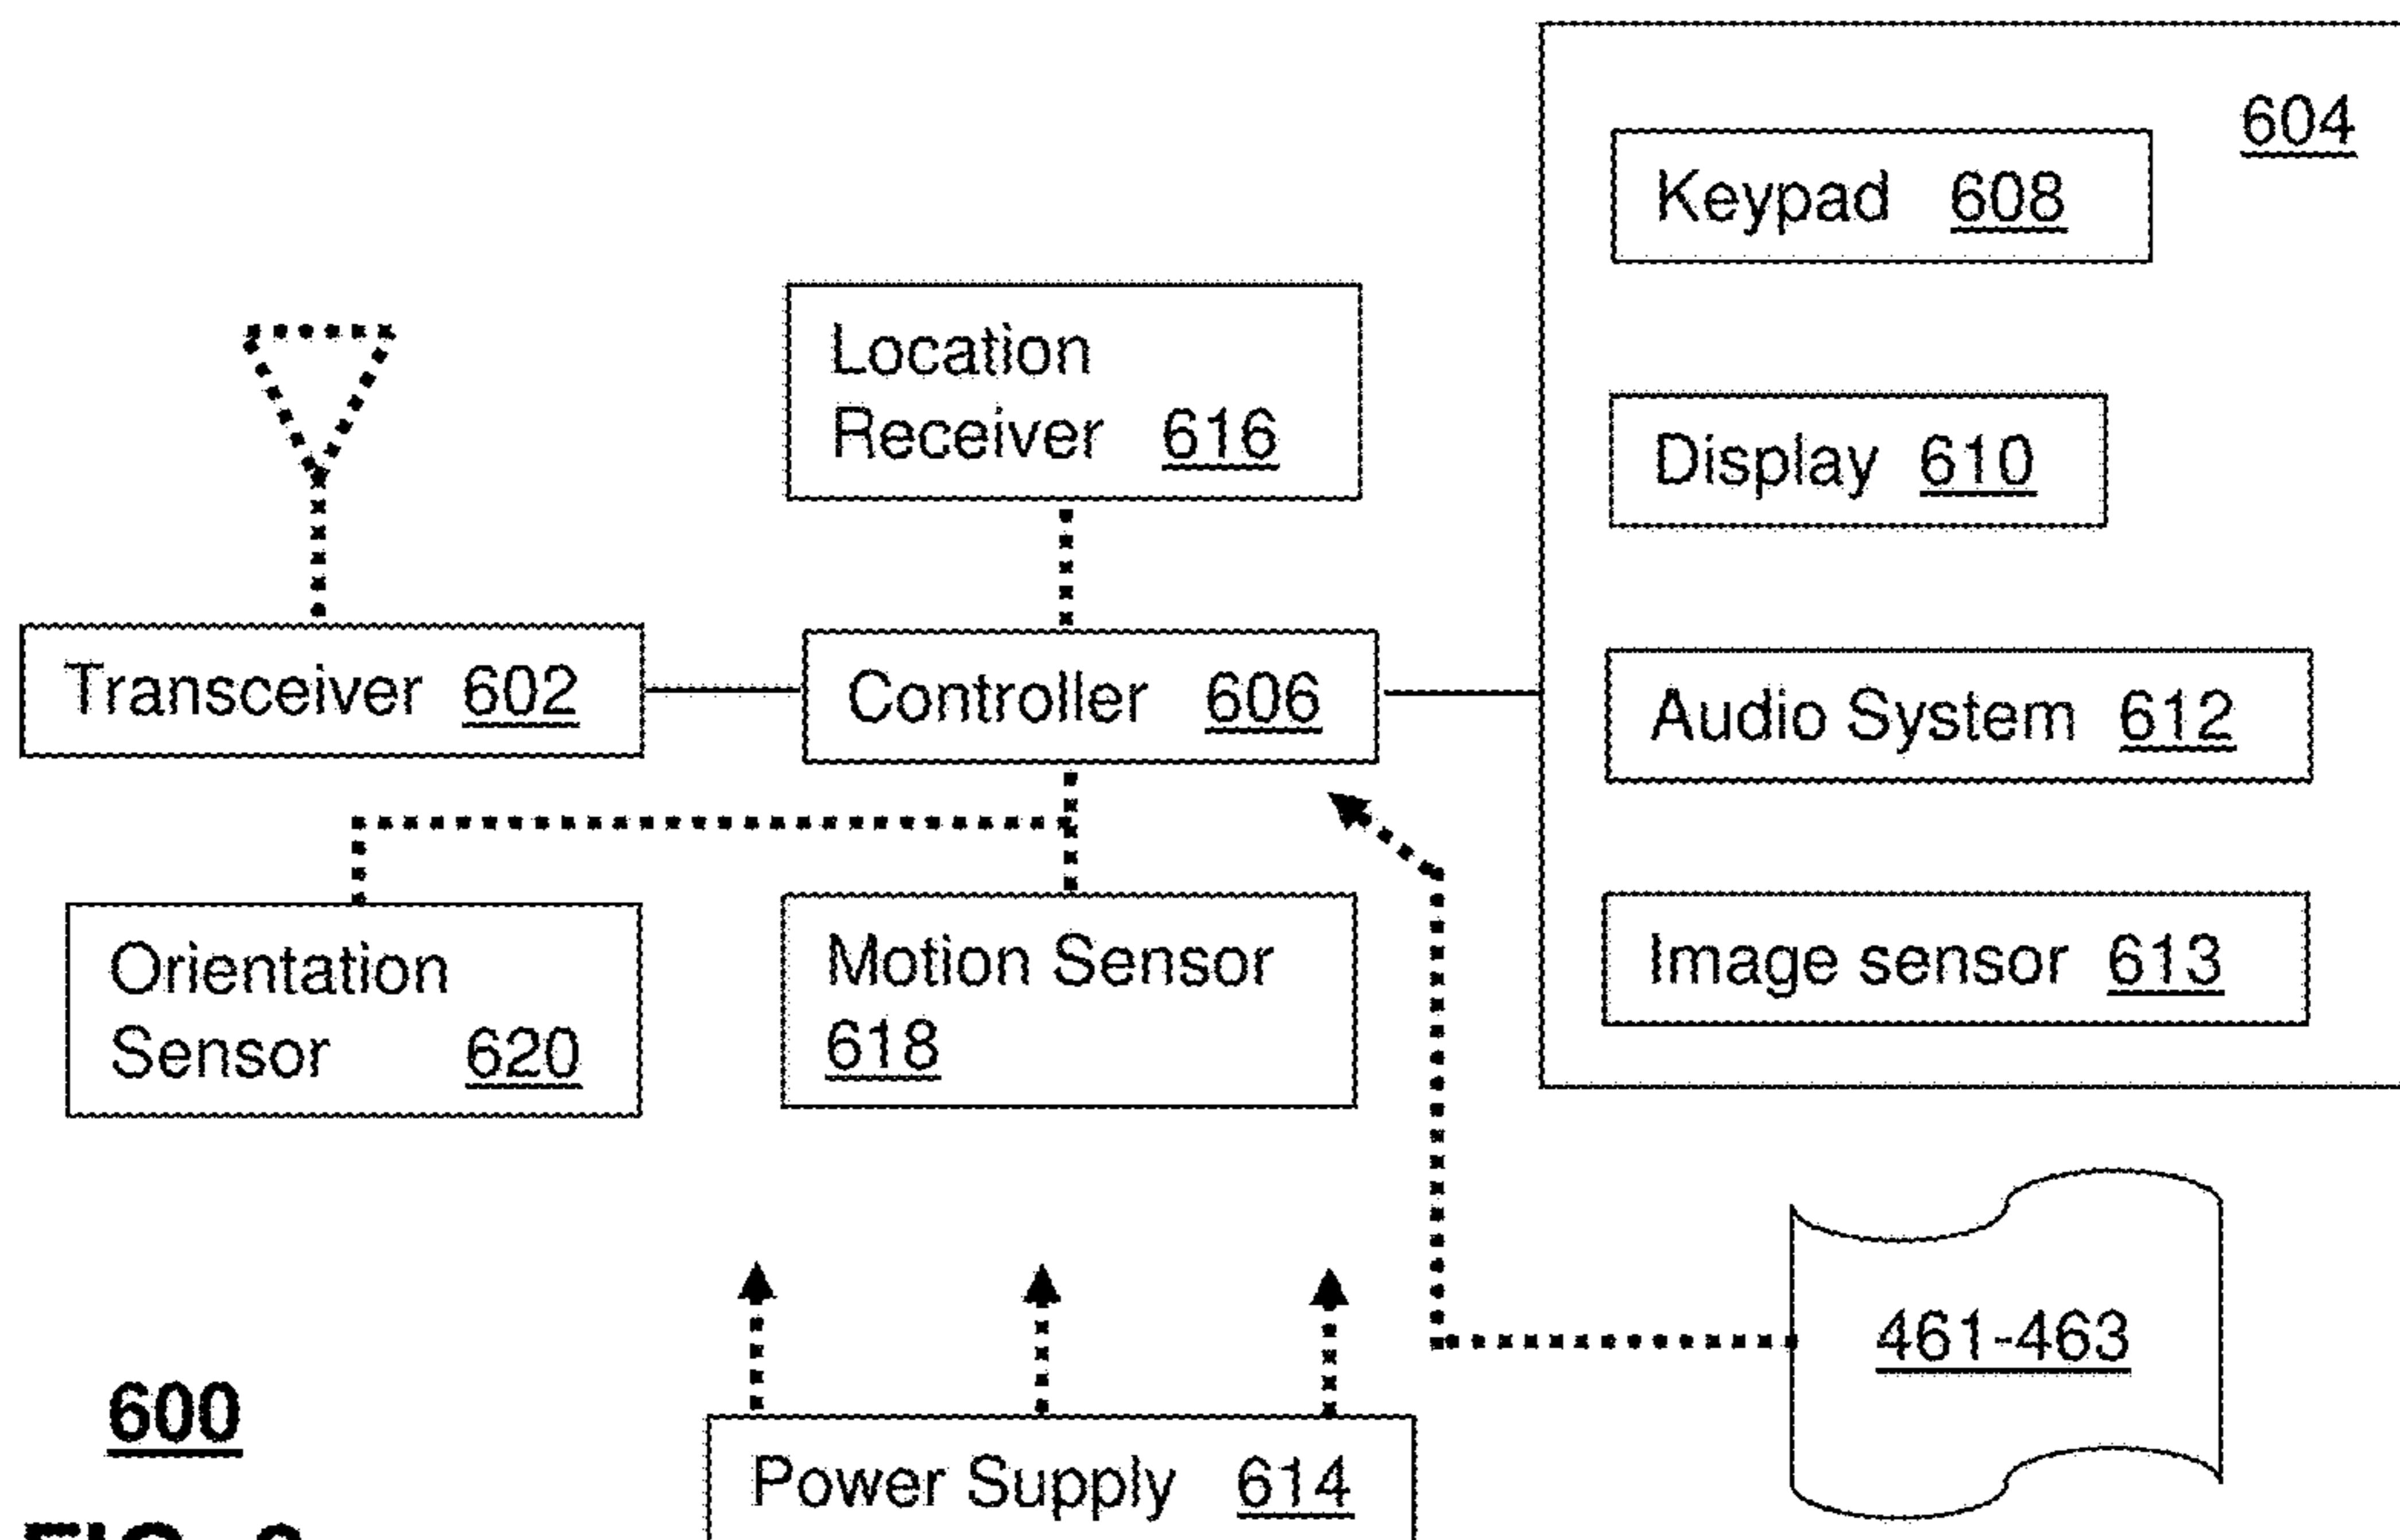 604
Keypad 608
Location
Receiver 616
Display 610
Transceiver 602
Controller 606
Audio System 612
Orientation
Sensor 620
Motion Sensor
618
Image sensor 613
461-463
600
Power Supply 614